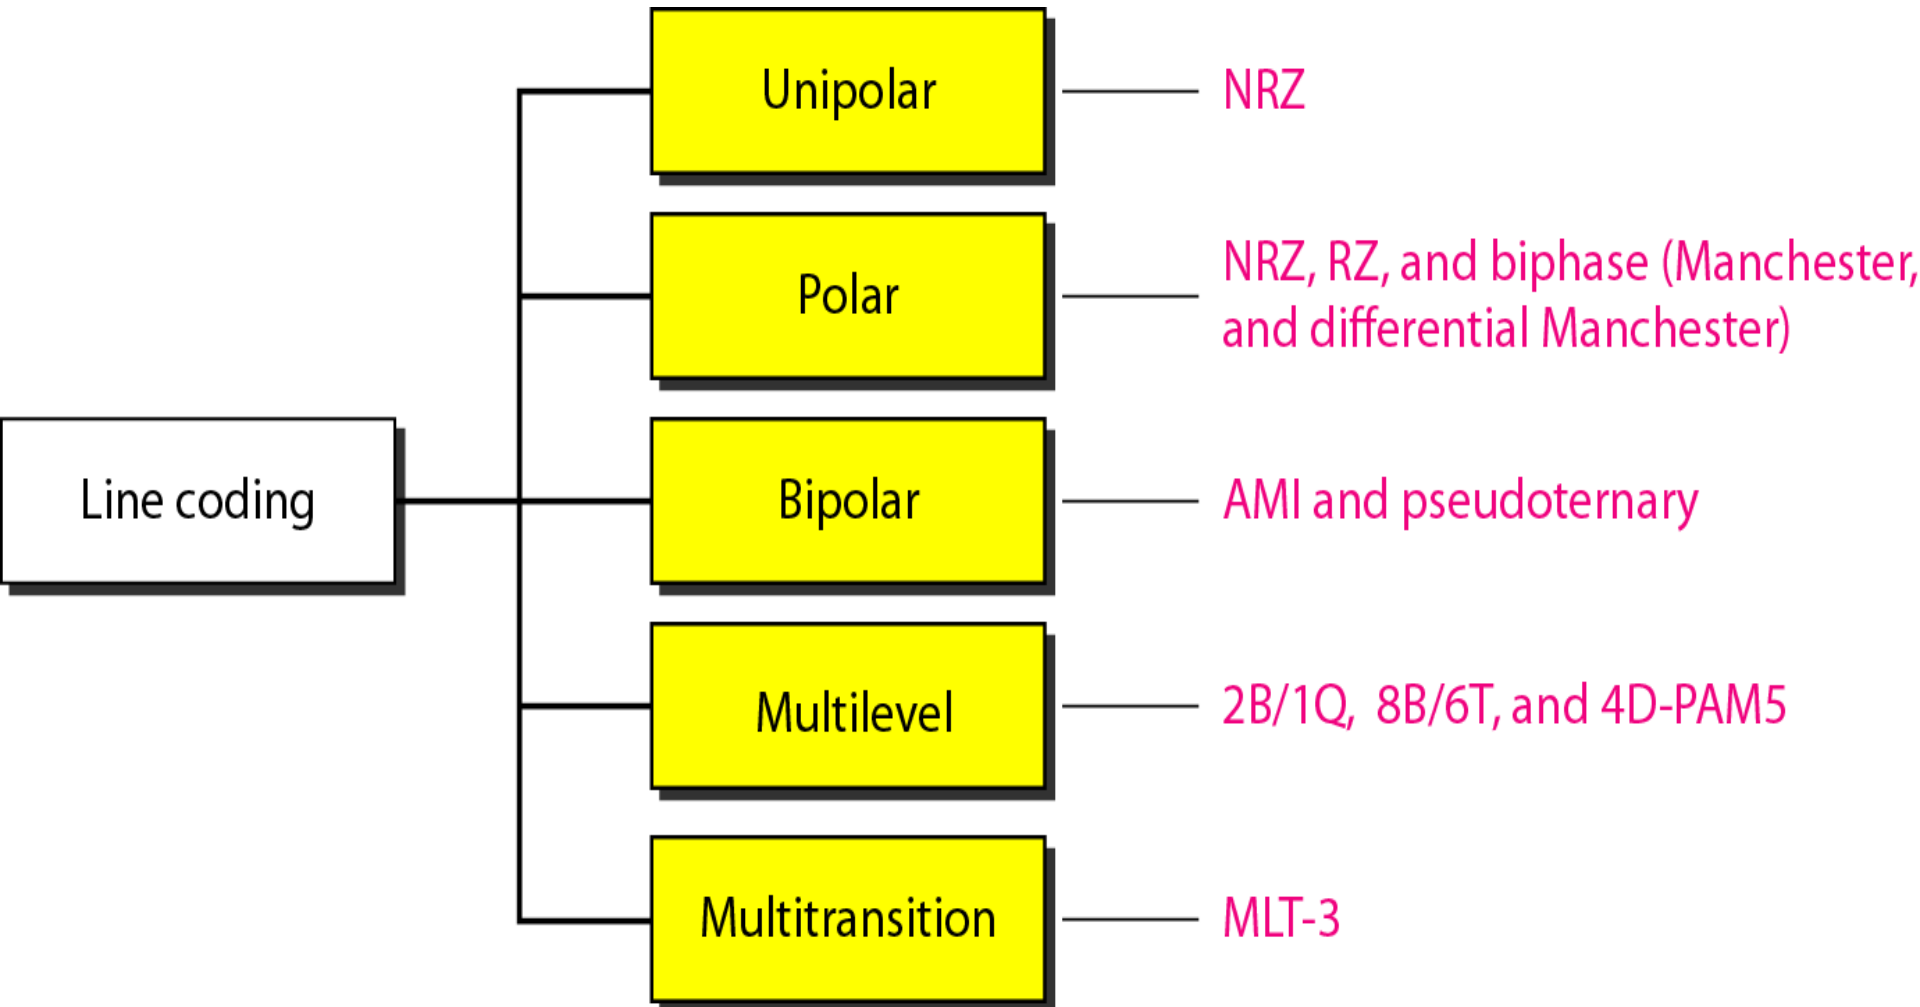 Line coding
Unipolar
NRZ
Polar
NRZ, RZ, and biphase (Manchester,
and differential Manchester)
Bipolar
AMI and pseudoternary
Multilevel
2B/1Q, 8B/6T, and 4D-PAM5
Multitransition
MLT-3